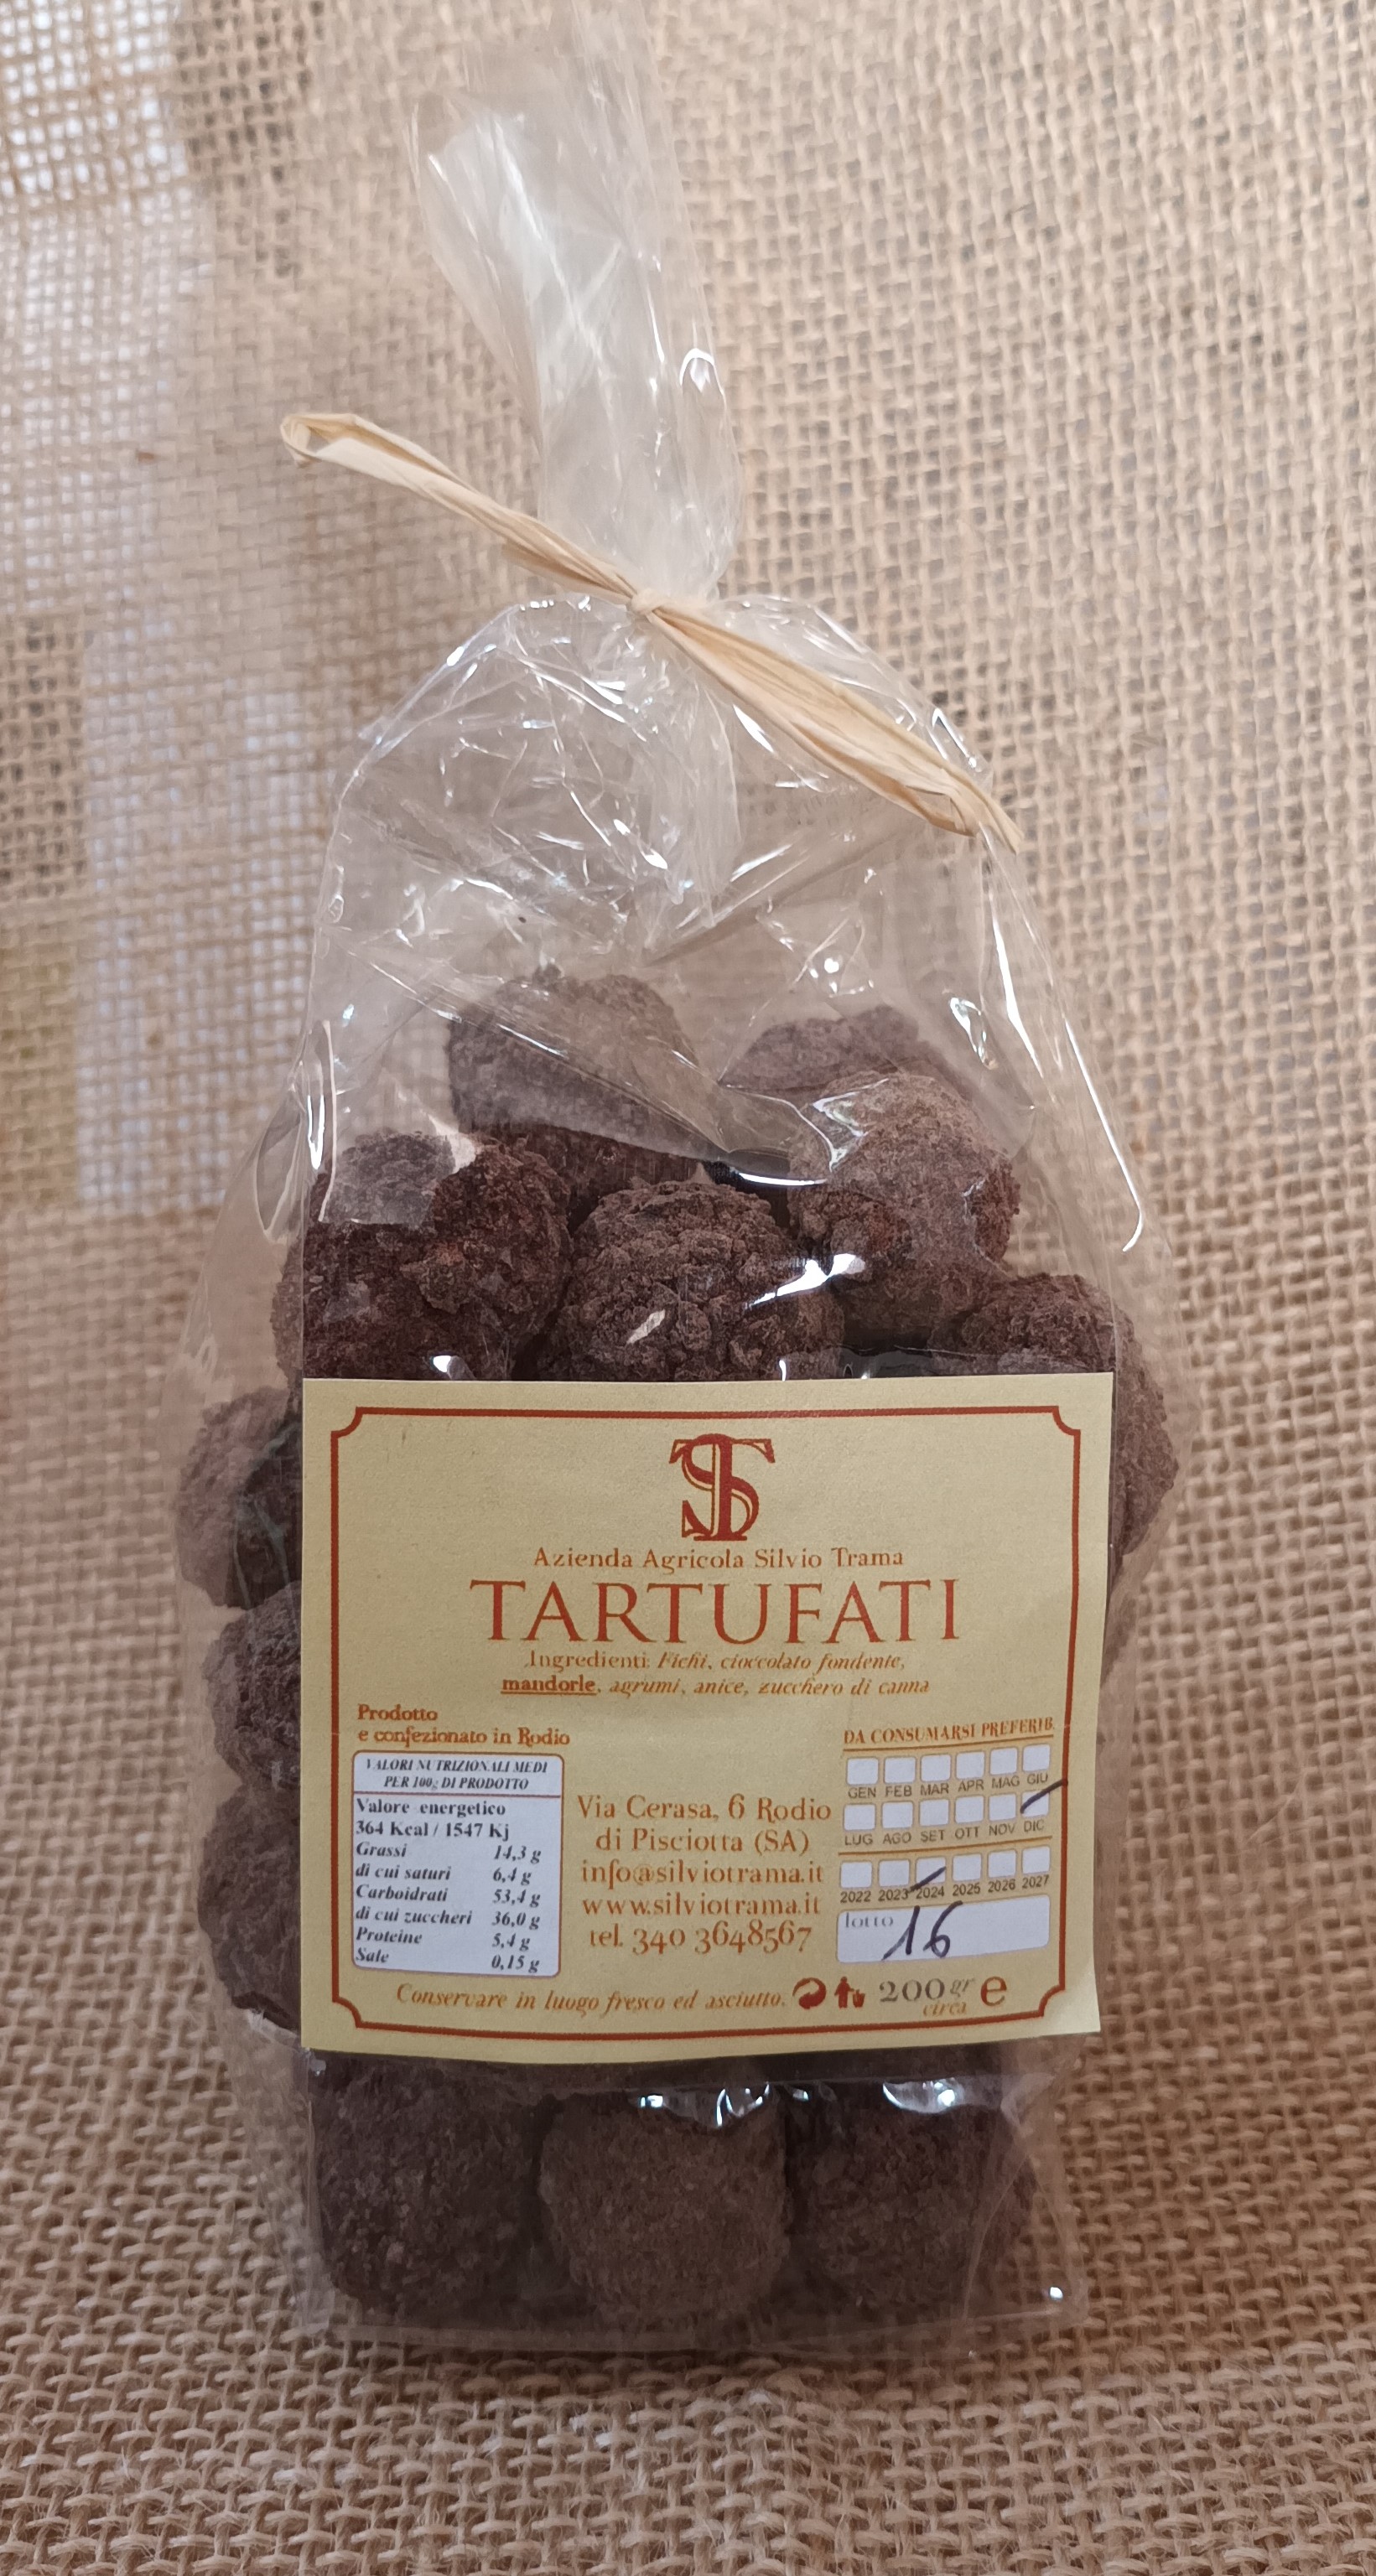 ST
Azienda Agricola Silvio Trama
TARTUFATI
Ingredienti: Fichi, cioccolato fondente,
mandorle, agrumi, anice, zucchero di canna
Prodotto
e confezionato in Rodio
VALORI NUTRIZIONALI MEDI
PER 100g DI PRODOTTO
Valore energetico
364 Kcal / 1547 Kj
Grassi 14,3 g
di cui saturi 6,4 g
Carboidrati 53,4 g
di cui zuccheri 36,0 g
Proteine 5,4 g
Sale 0,15 g
Via Cerasa, 6 Rodio
di Pisciotta (SA)
info@silviotrama.it
www.silviotrama.it
tel. 340 3648567
DA CONSUMARSI PREFERIB.
GEN FEB MAR APR MAG GIU
LUG AGO SET OTT NOV DIC
2022 2023 2024 2025 2026 2027
lotto 16
Conservare in luogo fresco ed asciutto. 200 gr e
circa